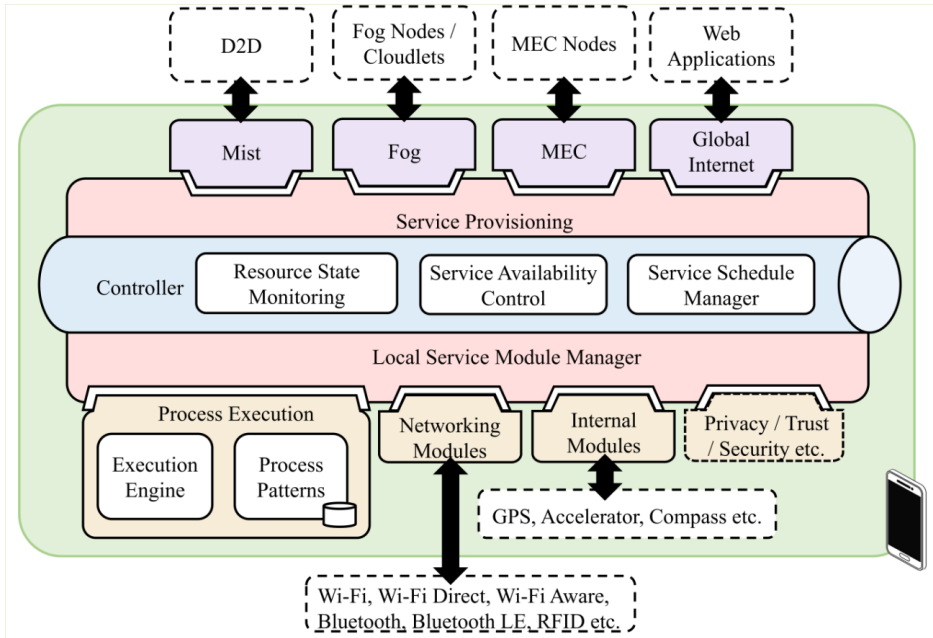 D2D
Fog Nodes /
Cloudlets
MEC Nodes
Web
Applications
Mist
Fog
MEC
Global
Internet
Service Provisioning
Controller
Resource State
Monitoring
Service Availability
Control
Service Schedule
Manager
Local Service Module Manager
Process Execution
Execution
Engine
Process
Patterns
Networking
Modules
Internal
Modules
Privacy / Trust
/ Security etc.
GPS, Accelerator, Compass etc.
Wi-Fi, Wi-Fi Direct, Wi-Fi Aware,
Bluetooth, Bluetooth LE, RFID etc.